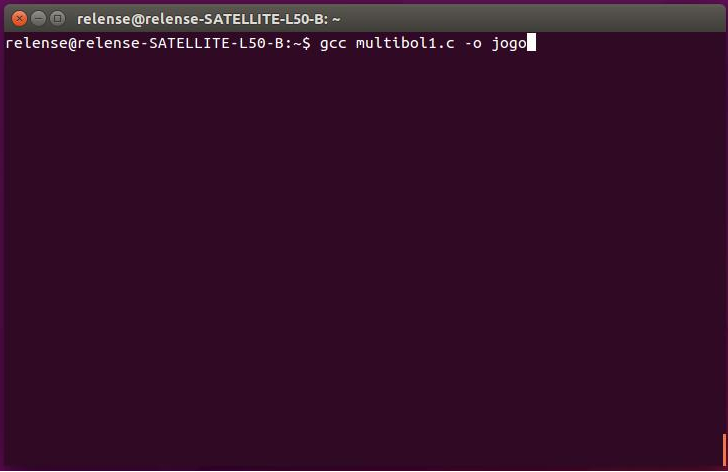 relense@relense-SATELLITE-L50-B: ~
relense@relense-SATELLITE-L50-B:~$ gcc multibol1.c -o jogo